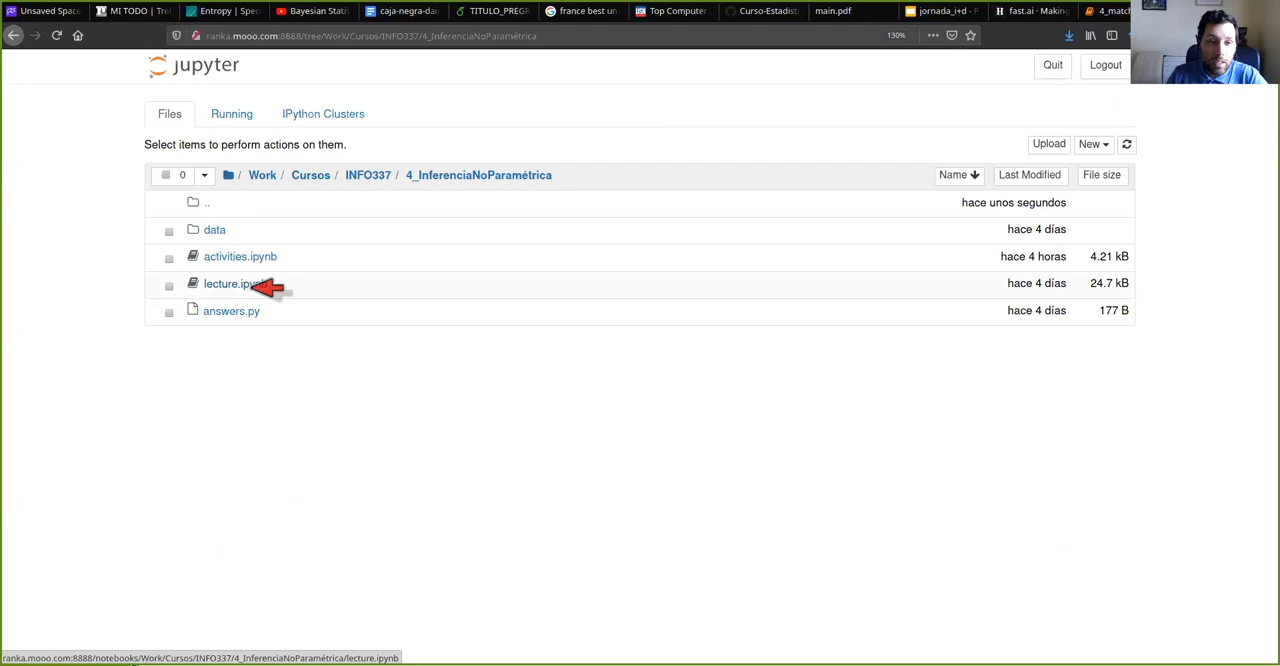 Unsaved Space MI TODO | Trel Entropy | Spec Bayesian Statis caja-negra-dar TITULO_PREGR france best un Top Computer Curso-Estadist main.pdf jornada_i+d - P fast.ai · Making 4_match
ranka.mooo.com:8888/tree/Work/Cursos/INFO337/4_InferenciaNoParamétrica 130%
jupyter Quit Logout
Files Running IPython Clusters
Select items to perform actions on them. Upload New
0 / Work / Cursos / INFO337 / 4_InferenciaNoParamétrica Name Last Modified File size
.. hace unos segundos
data hace 4 días
activities.ipynb hace 4 horas 4.21 kB
lecture.ipynb hace 4 días 24.7 kB
answers.py hace 4 días 177 B
ranka.mooo.com:8888/notebooks/Work/Cursos/INFO337/4_InferenciaNoParamétrica/lecture.ipynb